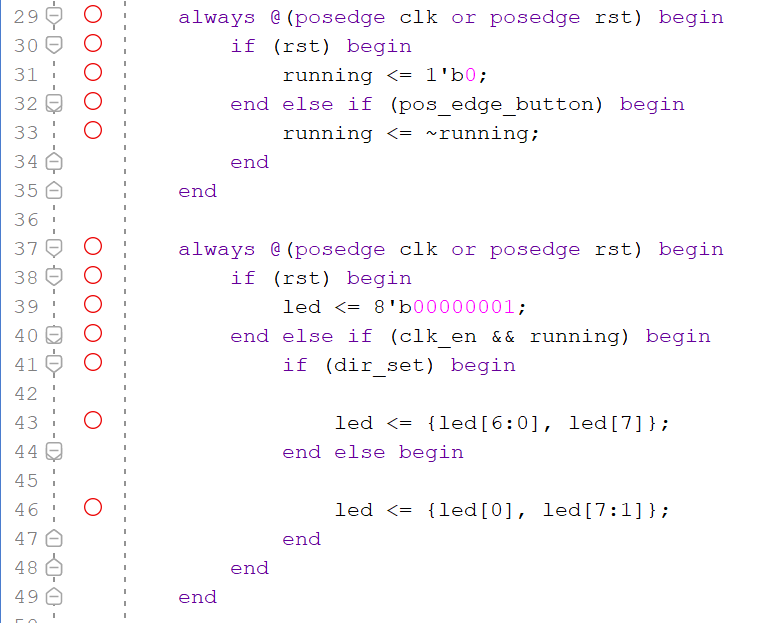 29 always @(posedge clk or posedge rst) begin
30 if (rst) begin
31 running <= 1'b0;
32 end else if (pos_edge_button) begin
33 running <= ~running;
34 end
35 end
36
37 always @(posedge clk or posedge rst) begin
38 if (rst) begin
39 led <= 8'b00000001;
40 end else if (clk_en && running) begin
41 if (dir_set) begin
42
43 led <= {led[6:0], led[7]};
44 end else begin
45
46 led <= {led[0], led[7:1]};
47 end
48 end
49 end